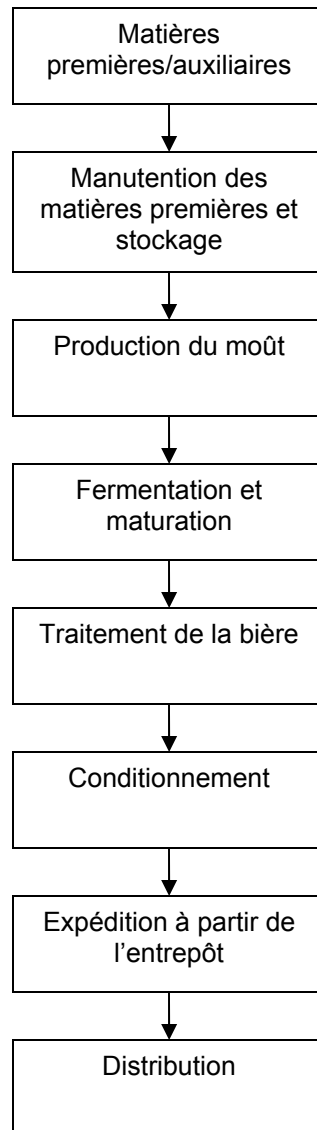 Matières
premières/auxiliaires
Manutention des
matières premières et
stockage
Production du moût
Fermentation et
maturation
Traitement de la bière
Conditionnement
Expédition à partir de
l’entrepôt
Distribution